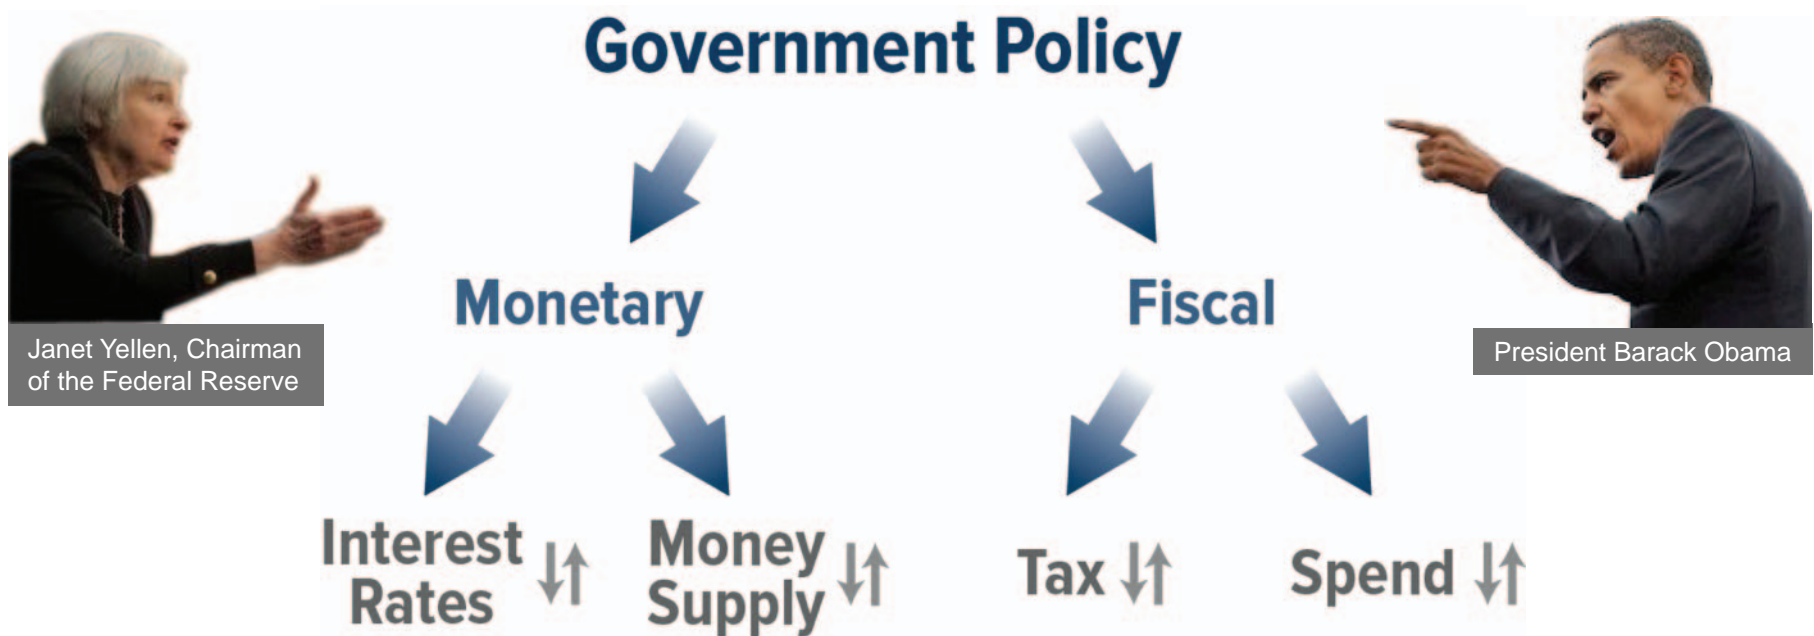 Government Policy
Monetary
Fiscal
Janet Yellen, Chairman
of the Federal Reserve
President Barack Obama
Interest
Rates
Money
Supply
Tax
Spend